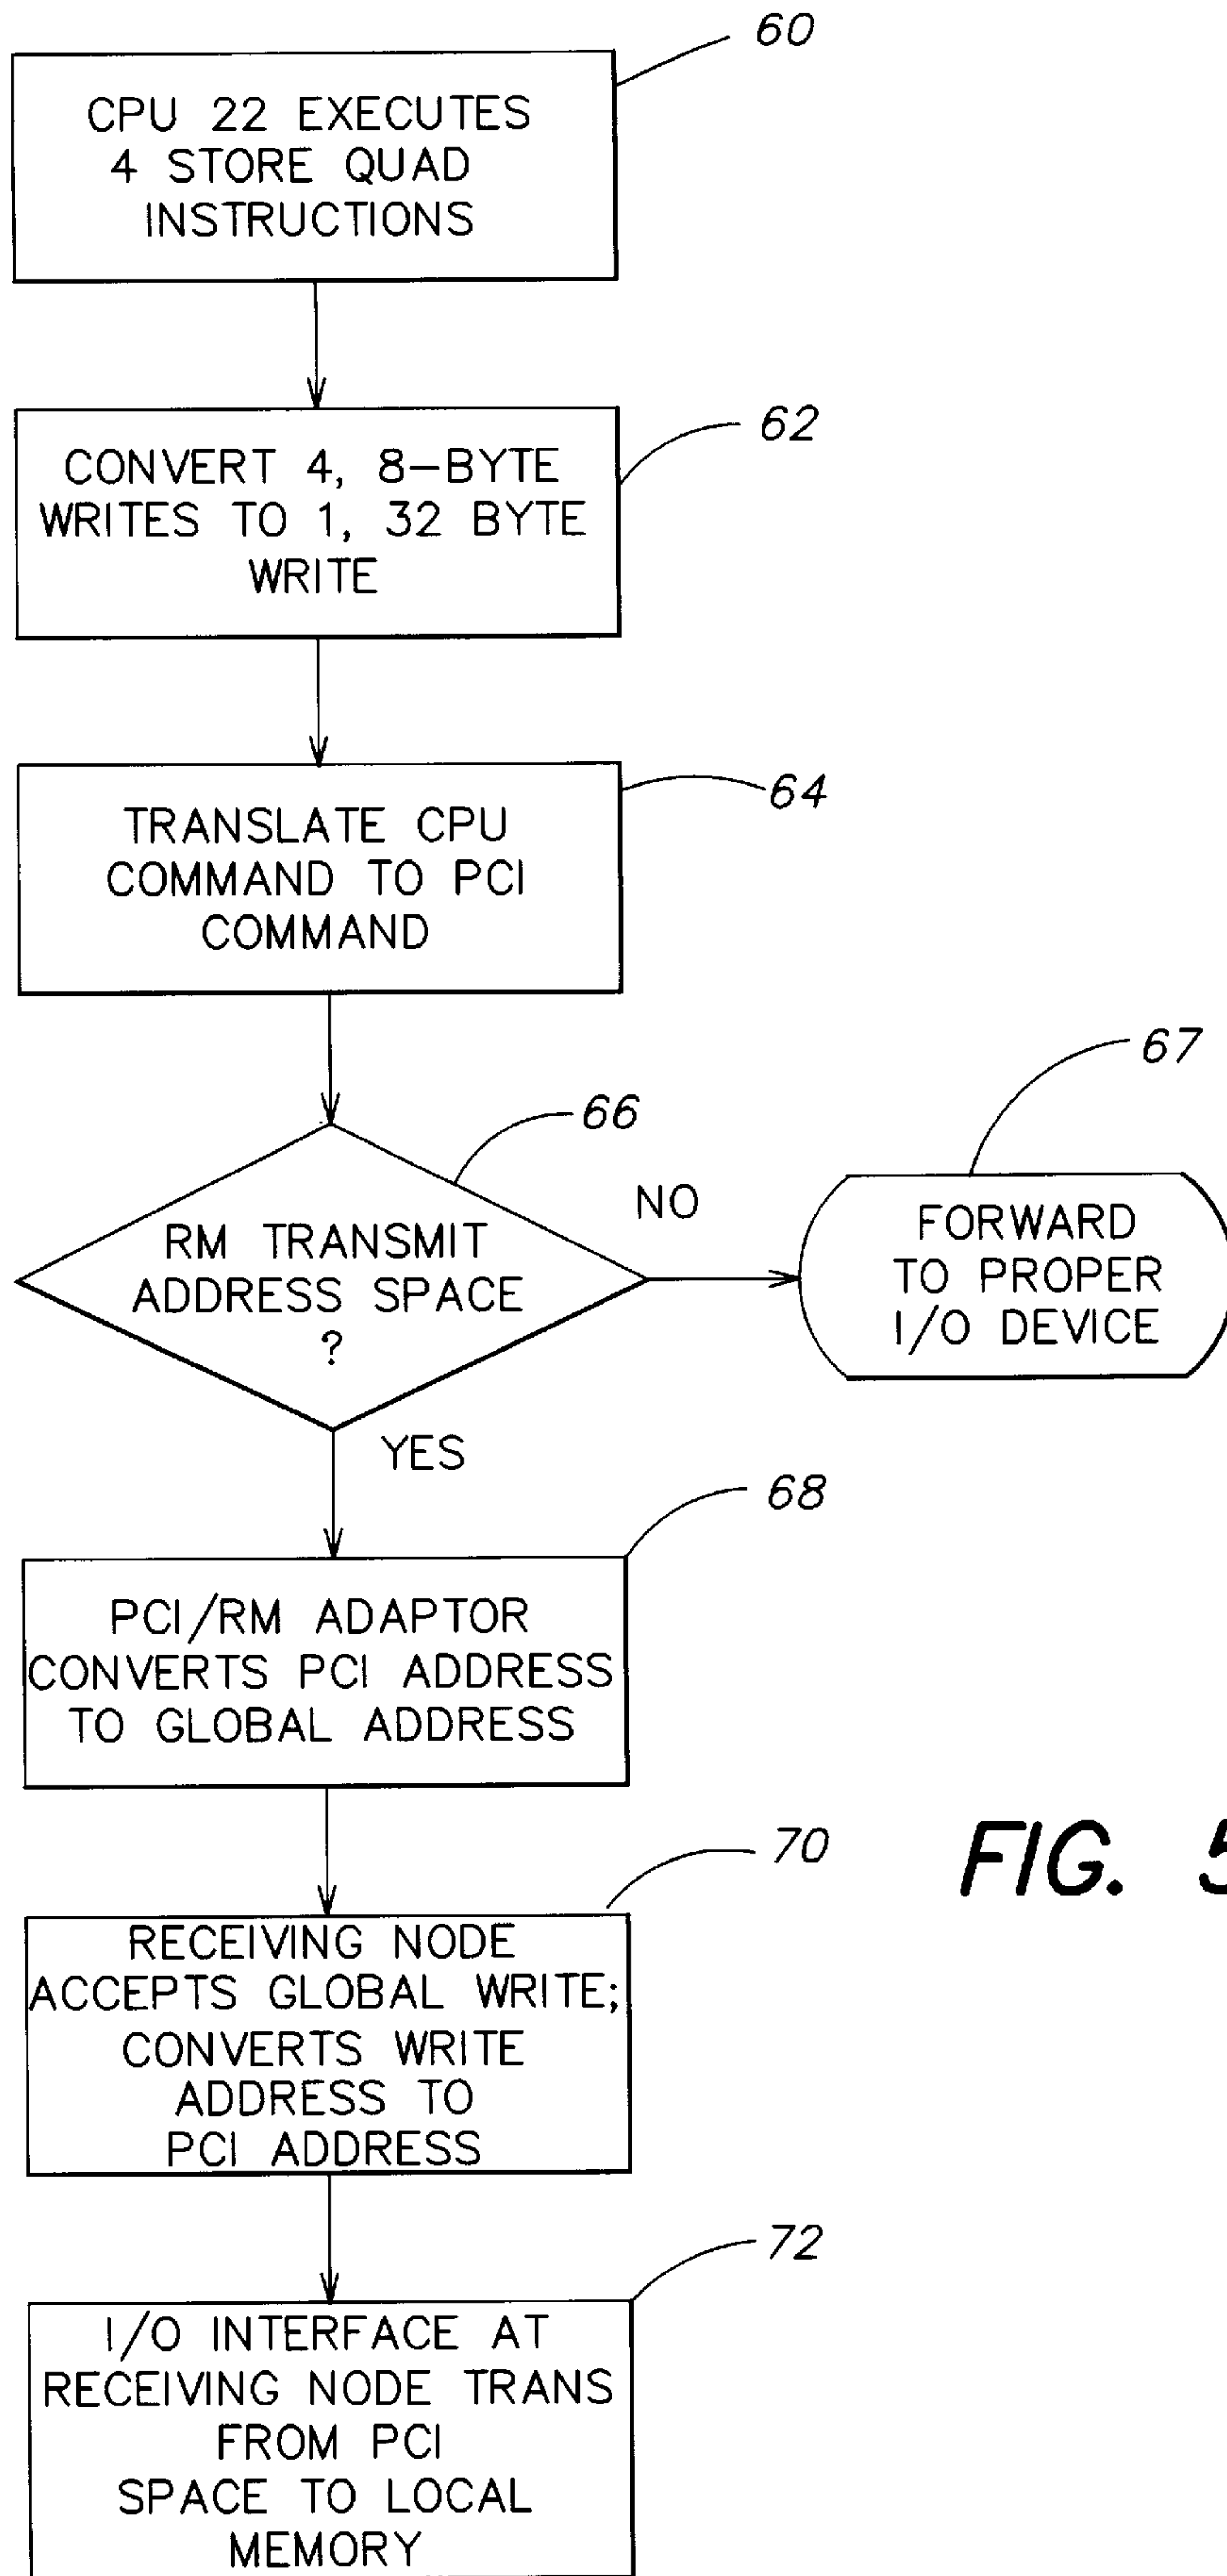 60
CPU 22 EXECUTES
4 STORE QUAD
INSTRUCTIONS
62
CONVERT 4, 8-BYTE
WRITES TO 1, 32 BYTE
WRITE
64
TRANSLATE CPU
COMMAND TO PCI
COMMAND
66
RM TRANSMIT
ADDRESS SPACE
?
NO
67
FORWARD
TO PROPER
I/O DEVICE
YES
68
PCI/RM ADAPTOR
CONVERTS PCI ADDRESS
TO GLOBAL ADDRESS
70
RECEIVING NODE
ACCEPTS GLOBAL WRITE;
CONVERTS WRITE
ADDRESS TO
PCI ADDRESS
FIG. 5
72
I/O INTERFACE AT
RECEIVING NODE TRANS
FROM PCI
SPACE TO LOCAL
MEMORY